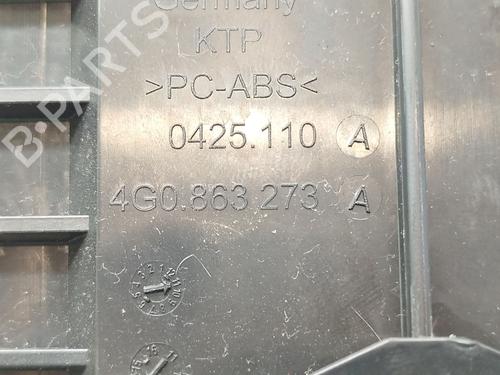 Germany
KTP
>PC-ABS<
0425.110 A
4G0.863 273 A
B-PARTS